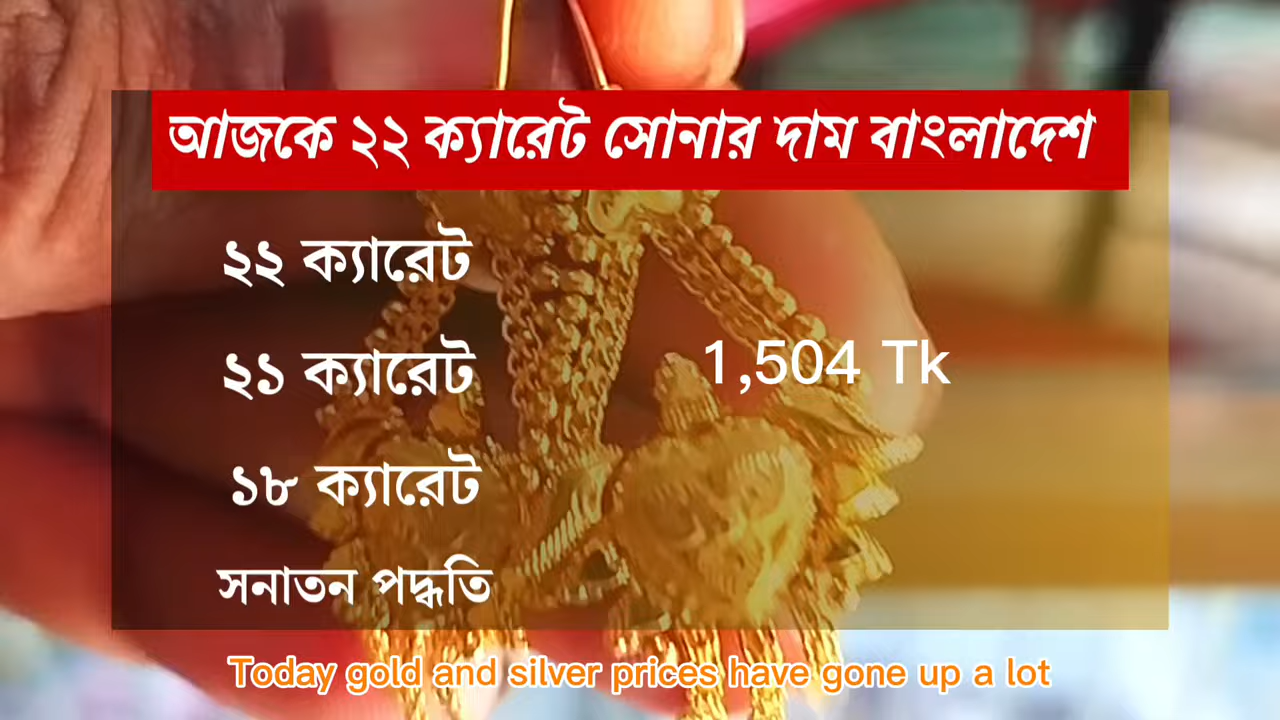 আজকে ২২ ক্যারেট সোনার দাম বাংলাদেশ
২২ ক্যারেট
২১ ক্যারেট 1,504 Tk
১৮ ক্যারেট
সনাতন পদ্ধতি
Today gold and silver prices have gone up a lot